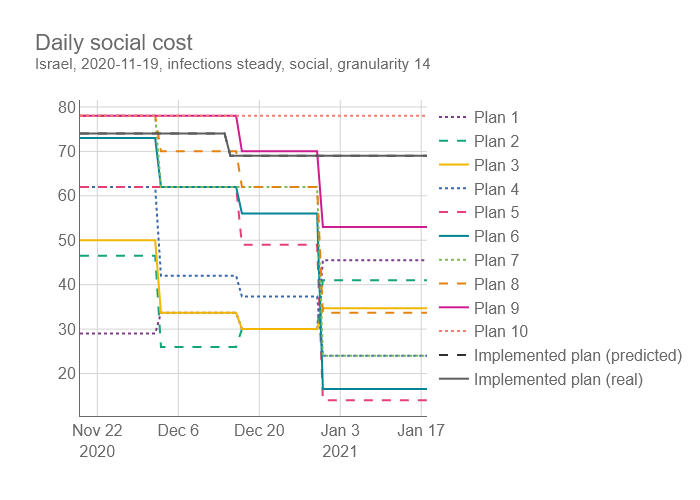 Daily social cost
Israel, 2020-11-19, infections steady, social, granularity 14
80
70
60
50
40
30
20
Nov 22
2020
Dec 6
Dec 20
Jan 3
2021
Jan 17
Plan 1
Plan 2
Plan 3
Plan 4
Plan 5
Plan 6
Plan 7
Plan 8
Plan 9
Plan 10
Implemented plan (predicted)
Implemented plan (real)